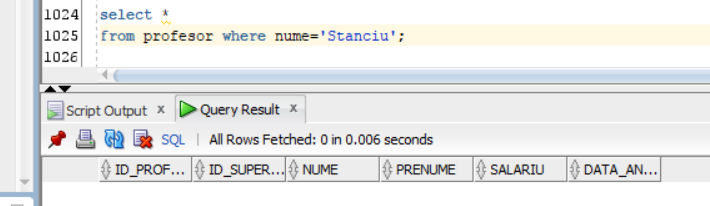 1024 select *
1025 from profesor where nume='Stanciu';
1026
Script Output x Query Result x
SQL | All Rows Fetched: 0 in 0.006 seconds
ID_PROF... ID_SUPER... NUME PRENUME SALARIU DATA_AN...